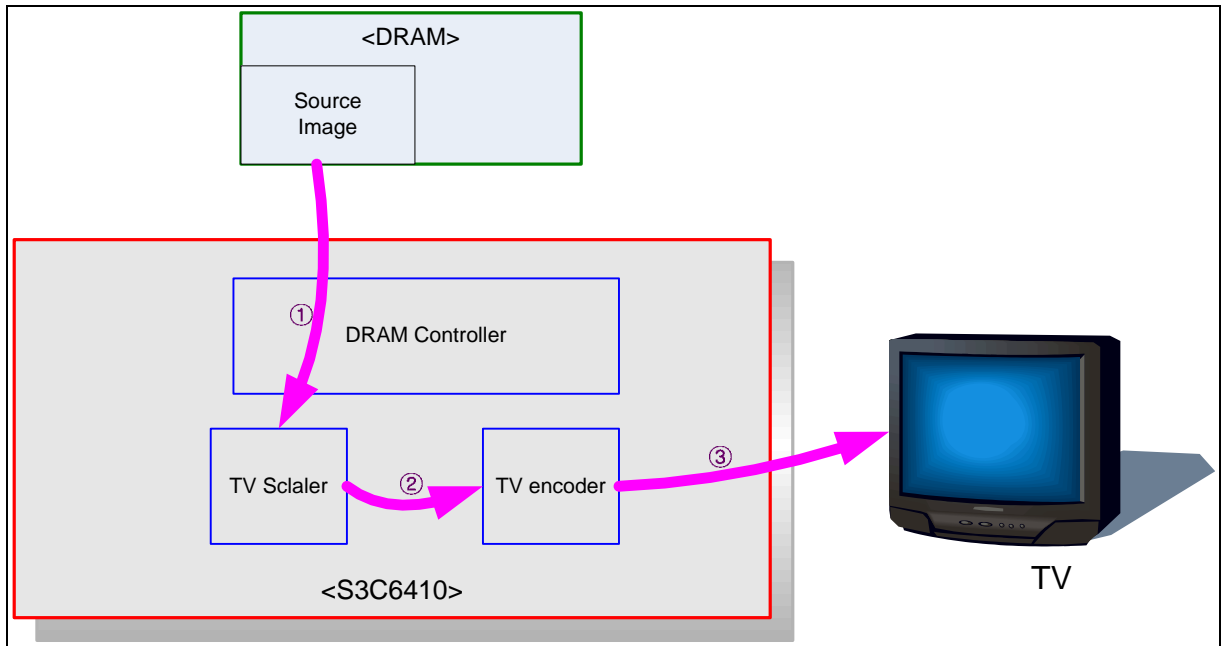 <DRAM>
Source
Image
①
DRAM Controller
TV Sclaler
②
TV encoder
③
<S3C6410>
TV